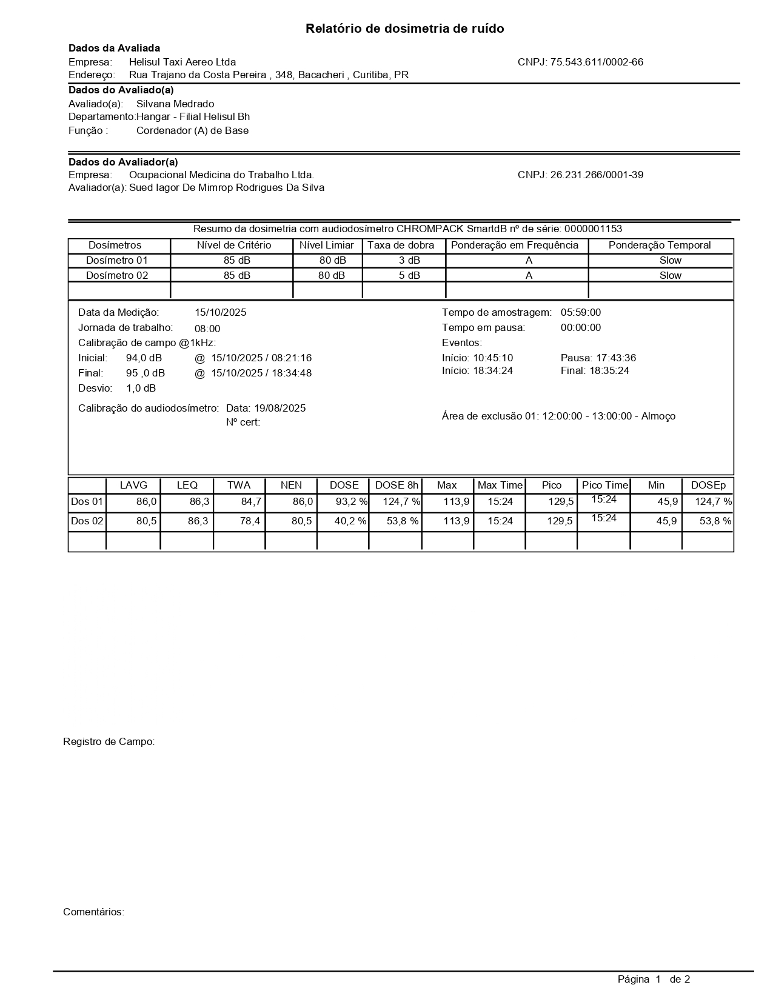 Relatório de dosimetria de ruído
Dados da Avaliada
Empresa: Helisul Taxi Aereo Ltda CNPJ: 75.543.611/0002-66
Endereço: Rua Trajano da Costa Pereira , 348, Bacacheri , Curitiba, PR
Dados do Avaliado(a)
Avaliado(a): Silvana Medrado
Departamento:Hangar - Filial Helisul Bh
Função : Cordenador (A) de Base
Dados do Avaliador(a)
Empresa: Ocupacional Medicina do Trabalho Ltda. CNPJ: 26.231.266/0001-39
Avaliador(a): Sued Iagor De Mimrop Rodrigues Da Silva
Resumo da dosimetria com audiodosímetro CHROMPACK SmartdB nº de série: 0000001153
Dosímetros Nível de Critério Nível Limiar Taxa de dobra Ponderação em Frequência Ponderação Temporal
Dosímetro 01 85 dB 80 dB 3 dB A Slow
Dosímetro 02 85 dB 80 dB 5 dB A Slow
Data da Medição: 15/10/2025 Tempo de amostragem: 05:59:00
Jornada de trabalho: 08:00 Tempo em pausa: 00:00:00
Calibração de campo @1kHz: Eventos:
Inicial: 94,0 dB @ 15/10/2025 / 08:21:16 Início: 10:45:10 Pausa: 17:43:36
Final: 95 ,0 dB @ 15/10/2025 / 18:34:48 Início: 18:34:24 Final: 18:35:24
Desvio: 1,0 dB
Calibração do audiodosímetro: Data: 19/08/2025
Nº cert:
Área de exclusão 01: 12:00:00 - 13:00:00 - Almoço
LAVG LEQ TWA NEN DOSE DOSE 8h Max Max Time Pico Pico Time Min DOSEp
Dos 01 86,0 86,3 84,7 86,0 93,2 % 124,7 % 113,9 15:24 129,5 15:24 45,9 124,7 %
Dos 02 80,5 86,3 78,4 80,5 40,2 % 53,8 % 113,9 15:24 129,5 15:24 45,9 53,8 %
Registro de Campo:
Comentários:
Página 1 de 2